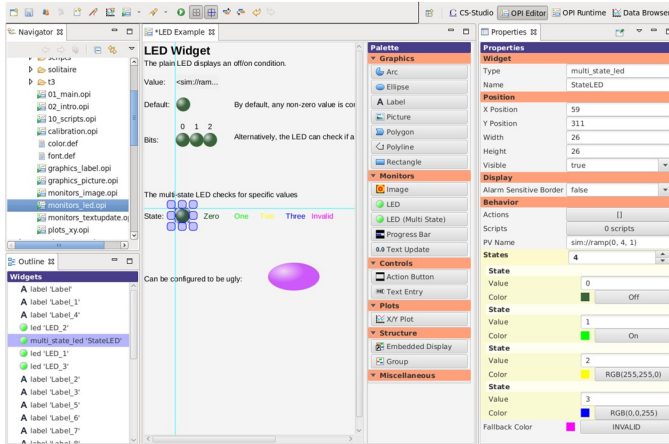 CS-Studio
OPI Editor
OPI Runtime
Data Browser
Navigator
scripts
solitaire
t3
01_main.opi
02_intro.opi
10_scripts.opi
calibration.opi
color.def
font.def
graphics_label.opi
graphics_picture.opi
monitors_image.opi
monitors_led.opi
monitors_textupdate.op
plots_xy.opi
Outline
Widgets
label 'Label'
label 'Label_1'
label 'Label_4'
led 'LED_2'
multi_state_led 'StateLED'
led 'LED_1'
led 'LED_3'
label 'Label_2'
label 'Label_3'
label 'Label_5'
label 'Label_6'
label 'Label_7'
label 'Label_8'
*LED Example
LED Widget
The plain LED displays an off/on condition.
Value: <sim://ram...
Default: By default, any non-zero value is co
0 1 2
Bits: Alternatively, the LED can check if a
The multi-state LED checks for specific values
State: Zero One Two Three Invalid
Can be configured to be ugly:
Palette
Graphics
Arc
Ellipse
A Label
Picture
Polygon
Polyline
Rectangle
Monitors
Image
LED
LED (Multi State)
Progress Bar
0.0 Text Update
Controls
Action Button
Text Entry
Plots
X/Y Plot
Structure
Embedded Display
Group
Miscellaneous
Properties
Properties
Widget
Type multi_state_led
Name StateLED
Position
X Position 59
Y Position 311
Width 26
Height 26
Visible true
Display
Alarm Sensitive Border false
Behavior
Actions []
Scripts 0 scripts
PV Name sim://ramp(0, 4, 1)
States 4
State
Value 0
Color Off
State
Value 1
Color On
State
Value 2
Color RGB(255,255,0)
State
Value 3
Color RGB(0,0,255)
Fallback Color INVALID